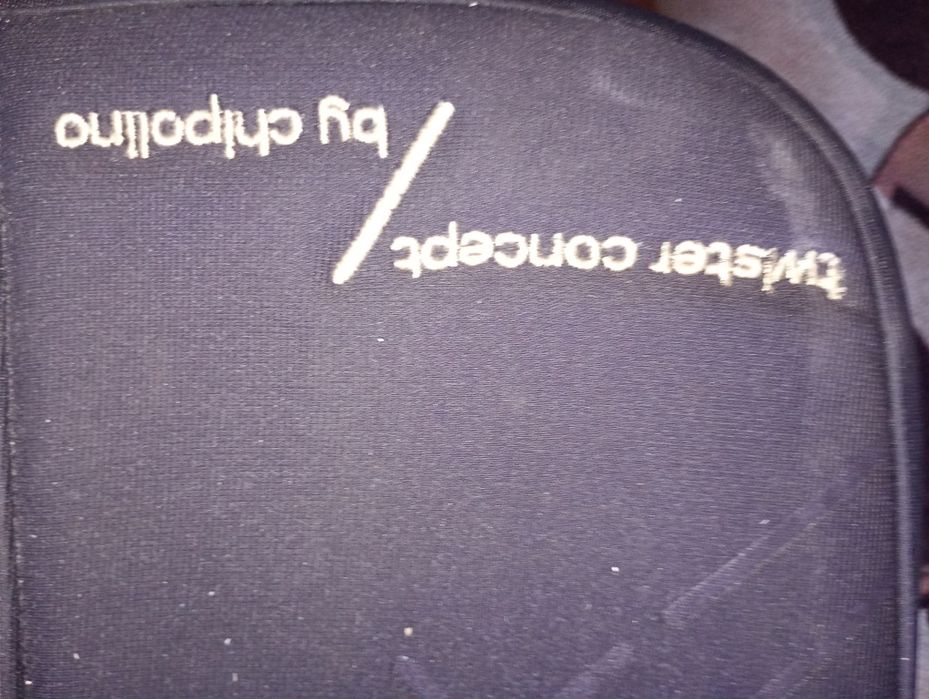 twister concept /
by chipolino